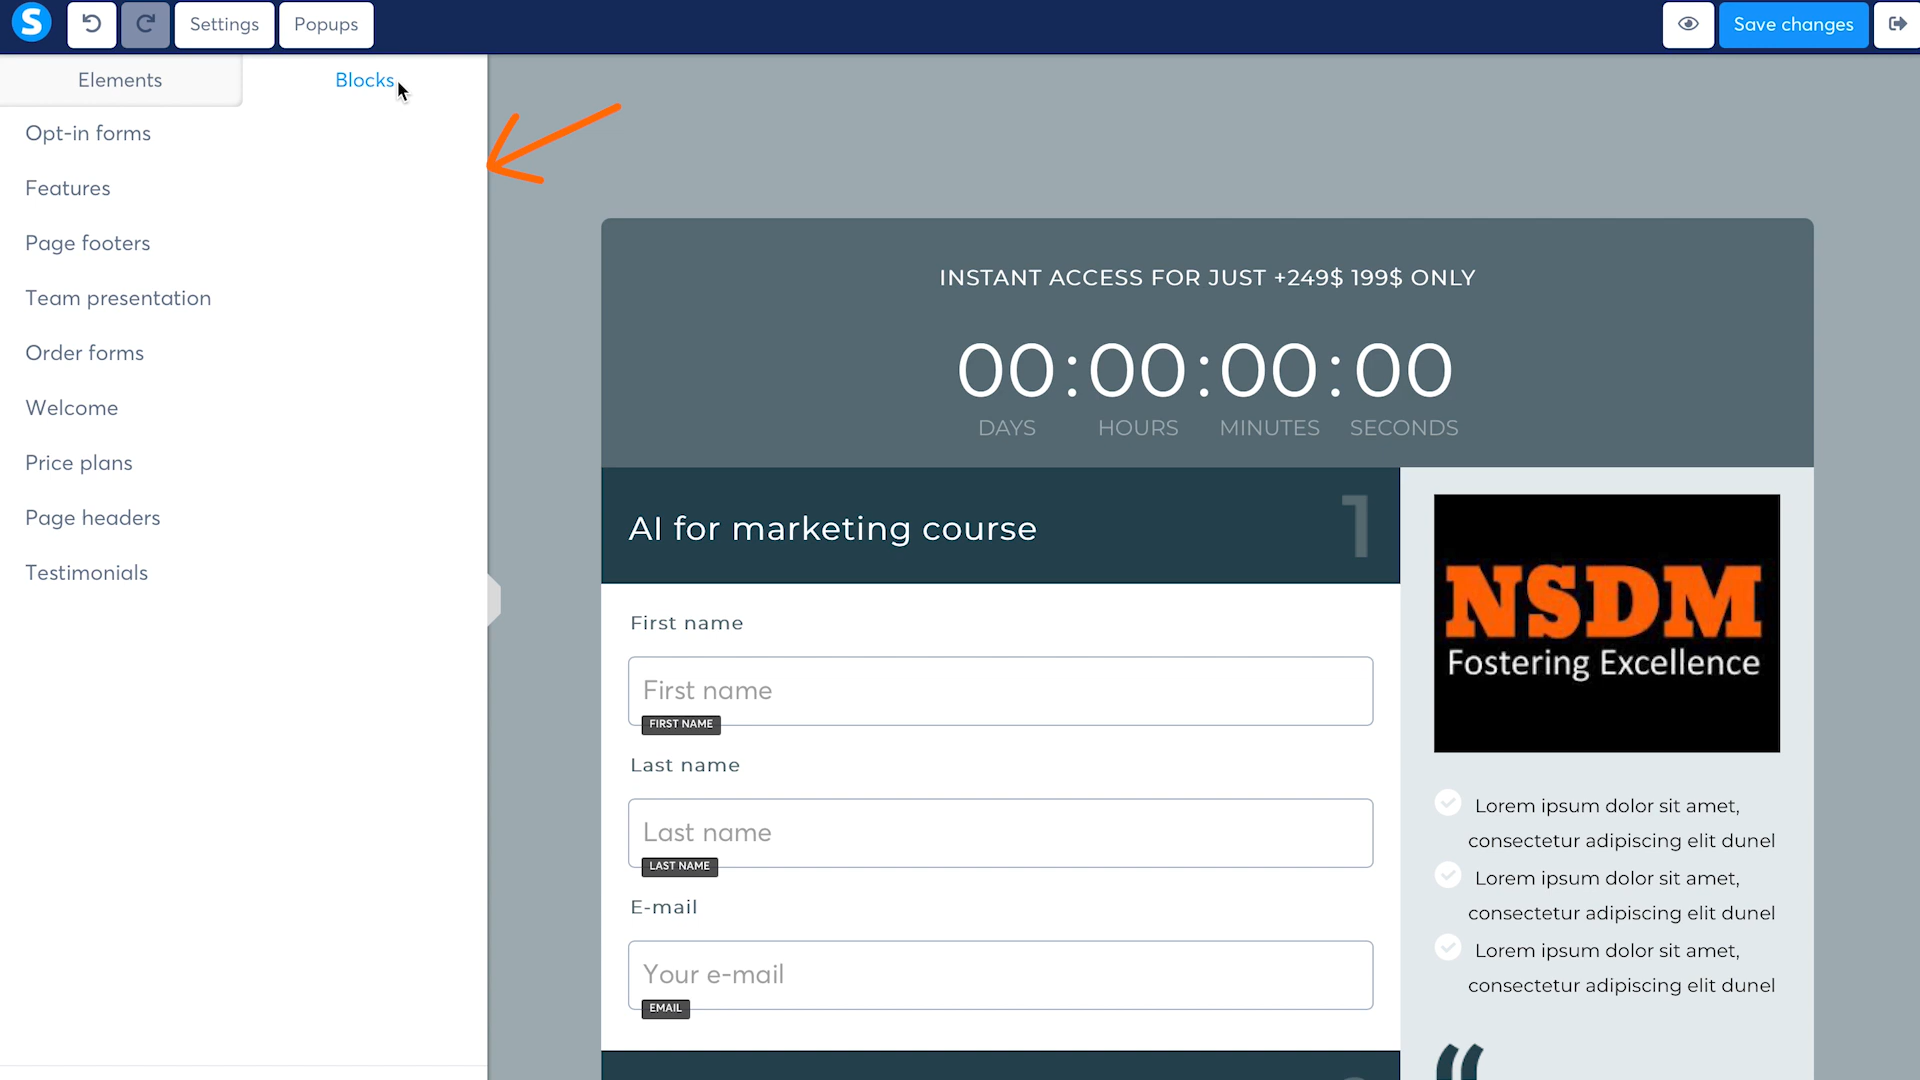 S
Settings
Popups
Save changes
Elements
Blocks
Opt-in forms
Features
Page footers
Team presentation
Order forms
Welcome
Price plans
Page headers
Testimonials
INSTANT ACCESS FOR JUST +249$ 199$ ONLY
00:00:00:00
DAYS HOURS MINUTES SECONDS
AI for marketing course
1
First name
First name
FIRST NAME
Last name
Last name
LAST NAME
E-mail
Your e-mail
EMAIL
NSDM
Fostering Excellence
Lorem ipsum dolor sit amet,
consectetur adipiscing elit dunel
Lorem ipsum dolor sit amet,
consectetur adipiscing elit dunel
Lorem ipsum dolor sit amet,
consectetur adipiscing elit dunel
“